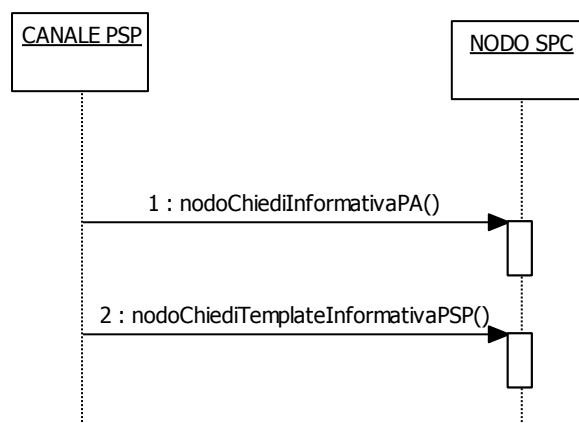 CANALE PSP
NODO SPC
1 : nodoChiediInformativaPA()
2 : nodoChiediTemplateInformativaPSP()